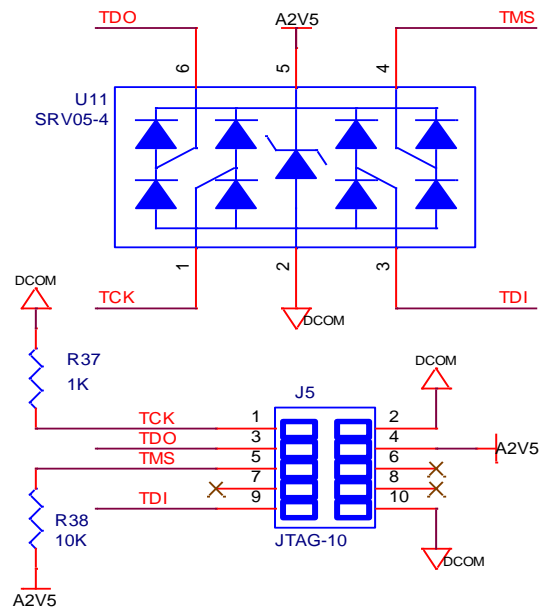 TDO
A2V5
TMS
6
5
4
U11
SRV05-4
1
2
3
TCK
DCOM
TDI
DCOM
R37
1K
DCOM
J5
TCK
1
2
TDO
3
4
A2V5
TMS
5
6
7
8
TDI
9
10
R38
10K
JTAG-10
DCOM
A2V5